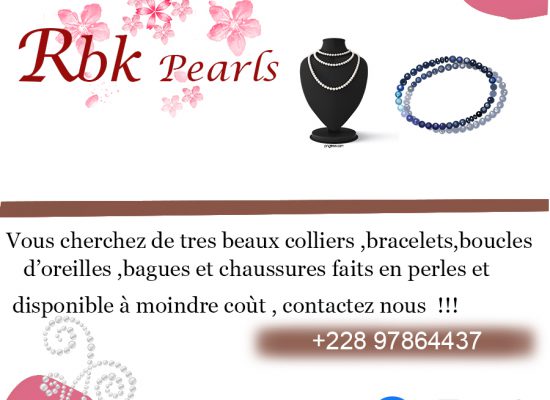 Rbk Pearls
Vous cherchez de tres beaux colliers ,bracelets,boucles
d’oreilles ,bagues et chaussures faits en perles et
disponible à moindre coùt , contactez nous !!!
+228 97864437